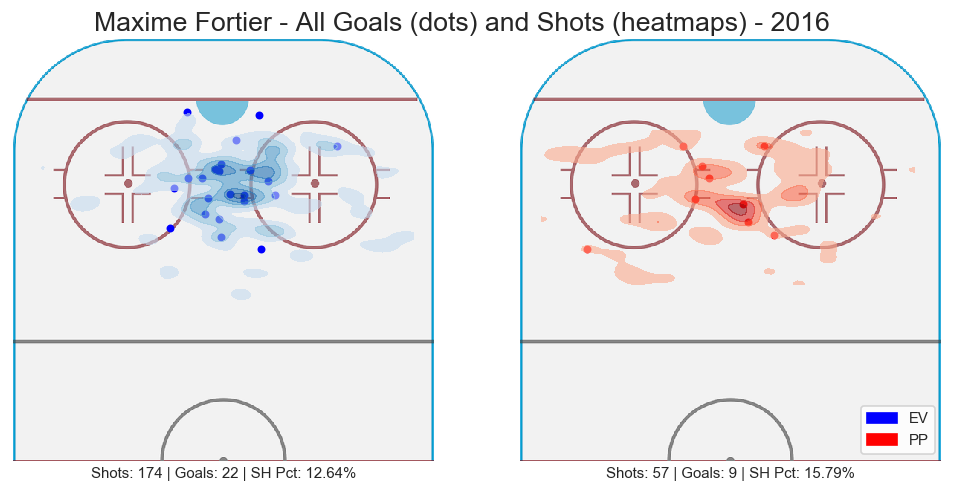 Maxime Fortier - All Goals (dots) and Shots (heatmaps) - 2016
EV
PP
Shots: 174 | Goals: 22 | SH Pct: 12.64%
Shots: 57 | Goals: 9 | SH Pct: 15.79%